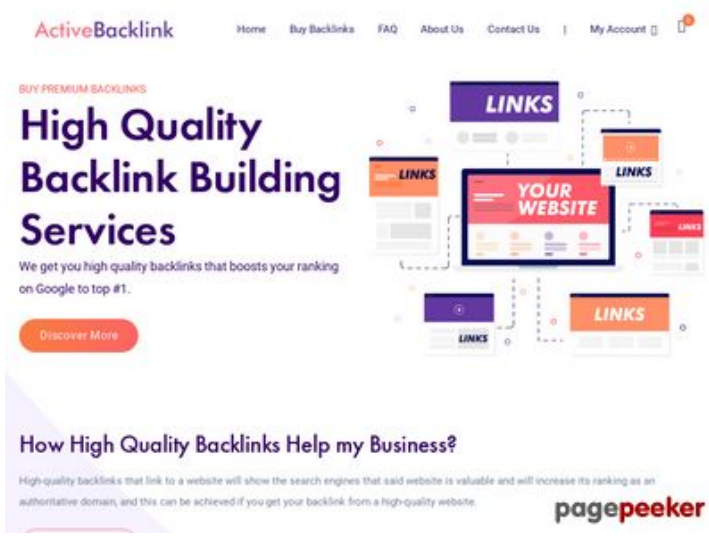 ActiveBacklink
Home Buy Backlinks FAQ About Us Contact Us | My Account
0
BUY PREMIUM BACKLINKS
High Quality
Backlink Building
Services
We get you high quality backlinks that boosts your ranking
on Google to top #1.
Discover More
LINKS
LINKS
LINKS
YOUR
WEBSITE
LINKS
LINKS
LINKS
How High Quality Backlinks Help my Business?
High-quality backlinks that link to a website will show the search engines that said website is valuable and will increase its ranking as an
authoritative domain, and this can be achieved if you get your backlink from a high-quality website.
pagepeeker